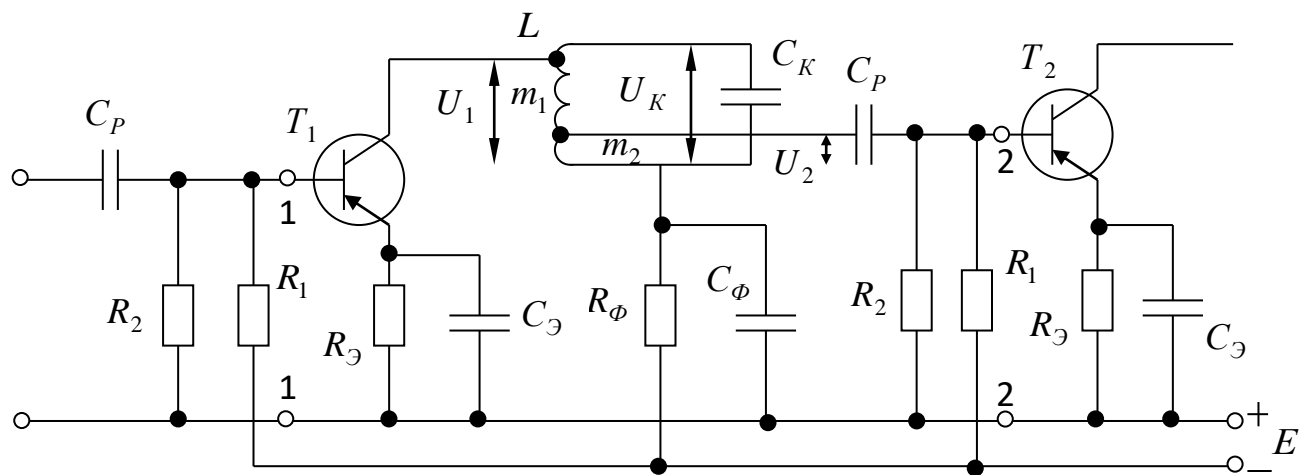 L
C_K
C_P
T_2
U_1
m_1
U_K
C_P
T_1
m_2
U_2
2
1
R_2
R_1
R_Э
C_Э
R_Ф
C_Ф
R_2
R_1
R_Э
C_Э
1
2
+
E
−